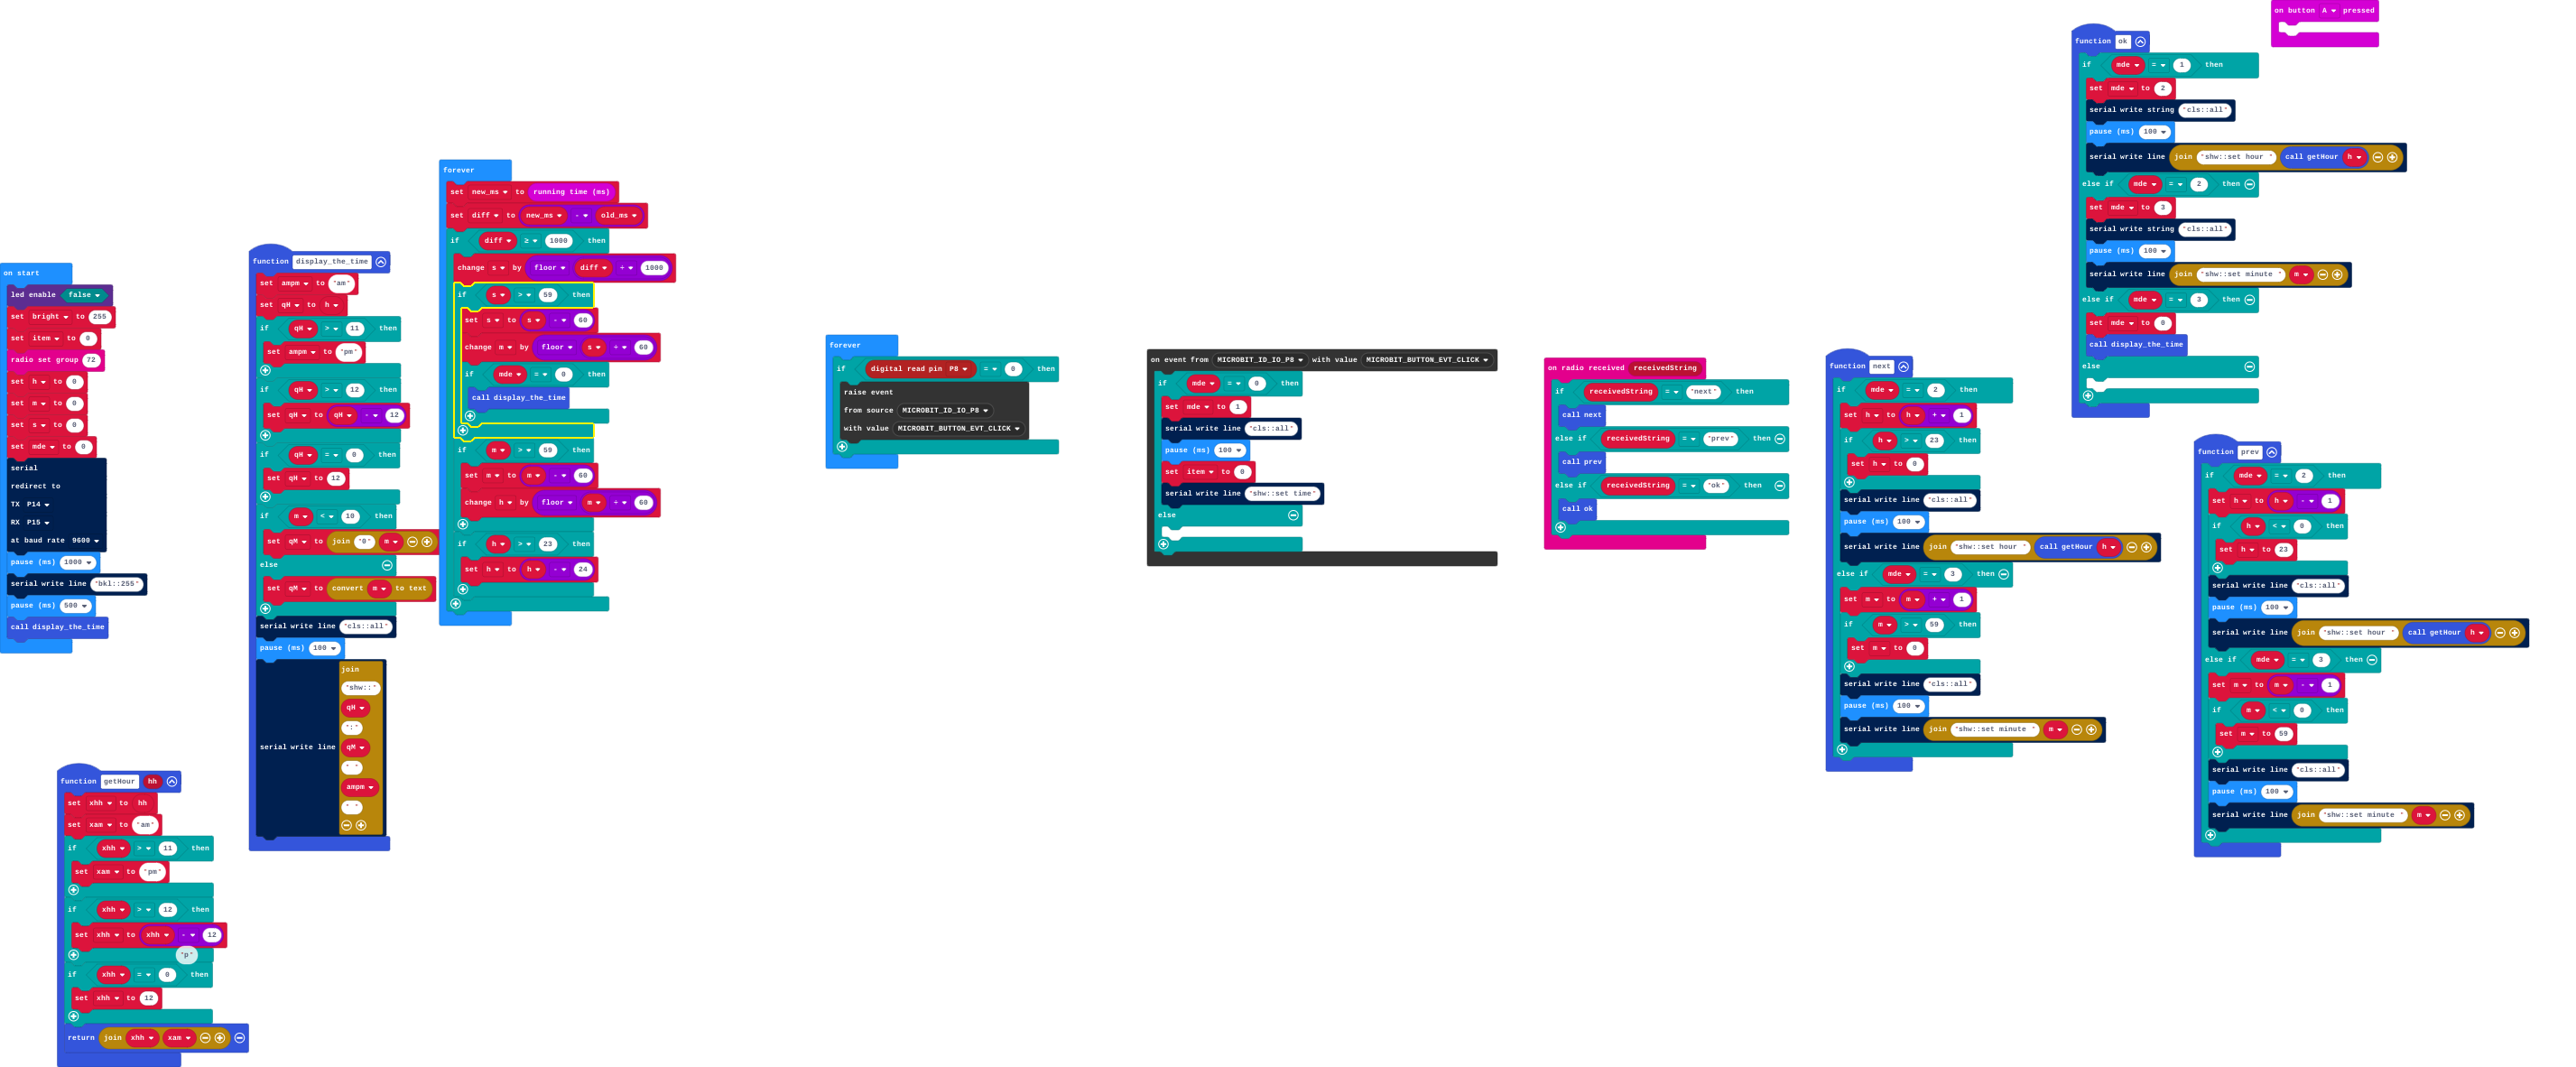 on start
led enable false
set bright to 255
set item to 0
radio set group 72
set h to 0
set m to 0
set s to 0
set mde to 0
serial
redirect to
TX P14
RX P15
at baud rate 9600
pause (ms) 1000
serial write line "bkl::255"
pause (ms) 500
call display_the_time
function getHour hh
set xhh to hh
set xam to "am"
if xhh > 11 then
set xam to "pm"
if xhh > 12 then
set xhh to xhh - 12
"p"
if xhh = 0 then
set xhh to 12
return join xhh xam
function display_the_time
set ampm to "am"
set qH to h
if qH > 11 then
set ampm to "pm"
if qH > 12 then
set qH to qH - 12
if qH = 0 then
set qH to 12
if m < 10 then
set qM to join "0" m
else
set qM to convert m to text
serial write line "cls::all"
pause (ms) 100
serial write line
join
"shw::"
qH
":"
qM
" "
ampm
" "
forever
set new_ms to running time (ms)
set diff to new_ms - old_ms
if diff ≥ 1000 then
change s by floor diff ÷ 1000
if s > 59 then
set s to s - 60
change m by floor s ÷ 60
if mde = 0 then
call display_the_time
if m > 59 then
set m to m - 60
change h by floor m ÷ 60
if h > 23 then
set h to h - 24
forever
if digital read pin P8 = 0 then
raise event
from source MICROBIT_ID_IO_P8
with value MICROBIT_BUTTON_EVT_CLICK
on event from MICROBIT_ID_IO_P8 with value MICROBIT_BUTTON_EVT_CLICK
if mde = 0 then
set mde to 1
serial write line "cls::all"
pause (ms) 100
set item to 0
serial write line "shw::set time"
else
on radio received receivedString
if receivedString = "next" then
call next
else if receivedString = "prev" then
call prev
else if receivedString = "ok" then
call ok
function next
if mde = 2 then
set h to h + 1
if h > 23 then
set h to 0
serial write line "cls::all"
pause (ms) 100
serial write line join "shw::set hour " call getHour h
else if mde = 3 then
set m to m + 1
if m > 59 then
set m to 0
serial write line "cls::all"
pause (ms) 100
serial write line join "shw::set minute " m
function ok
if mde = 1 then
set mde to 2
serial write string "cls::all"
pause (ms) 100
serial write line join "shw::set hour " call getHour h
else if mde = 2 then
set mde to 3
serial write string "cls::all"
pause (ms) 100
serial write line join "shw::set minute " m
else if mde = 3 then
set mde to 0
call display_the_time
else
on button A pressed
function prev
if mde = 2 then
set h to h - 1
if h < 0 then
set h to 23
serial write line "cls::all"
pause (ms) 100
serial write line join "shw::set hour " call getHour h
else if mde = 3 then
set m to m - 1
if m < 0 then
set m to 59
serial write line "cls::all"
pause (ms) 100
serial write line join "shw::set minute " m